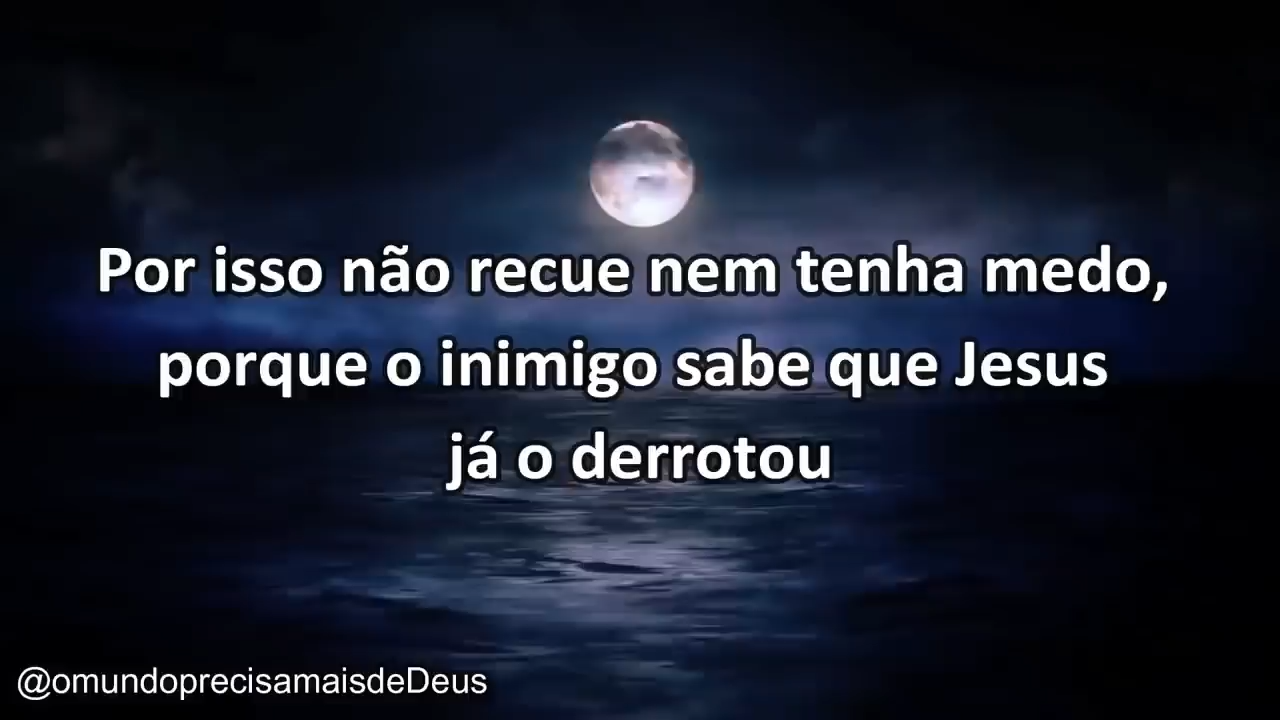 Por isso não recue nem tenha medo,
porque o inimigo sabe que Jesus
já o derrotou
@omundoprecisamaisdeDeus